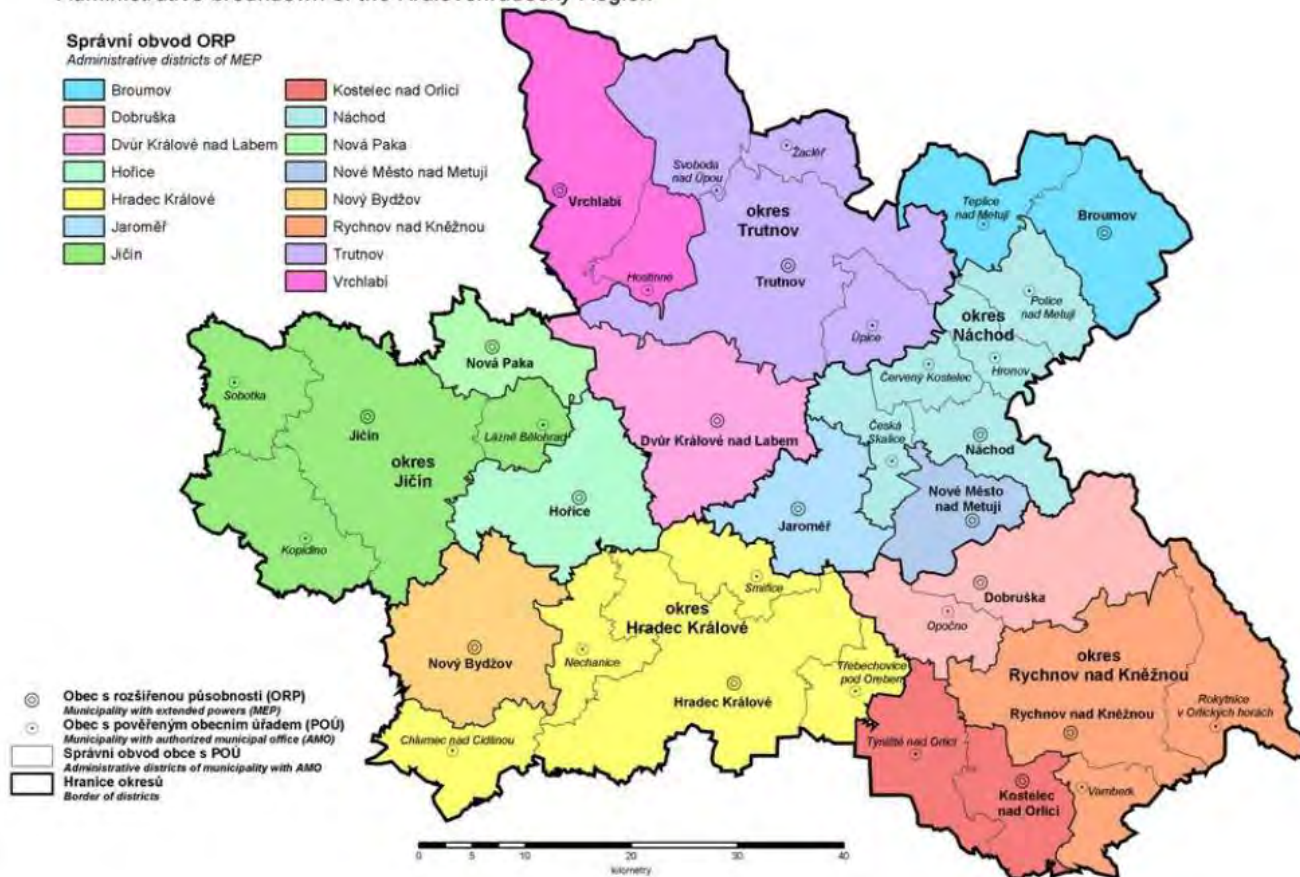 Administrative breakdown of the Královéhradecký Region
Správní obvod ORP
Administrative districts of MEP
Broumov
Dobruška
Dvůr Králové nad Labem
Hořice
Hradec Králové
Jaroměř
Jičín
Kostelec nad Orlicí
Náchod
Nová Paka
Nové Město nad Metují
Nový Bydžov
Rychnov nad Kněžnou
Trutnov
Vrchlabí
Vrchlabí
Hostinné
Svoboda
nad Úpou
Žacléř
okres
Trutnov
Trutnov
Úpice
Teplice
nad Metují
Broumov
Police
nad Metují
okres
Náchod
Hronov
Červený Kostelec
Česká
Skalice
Náchod
Nové Město
nad Metují
Jaroměř
Dvůr Králové nad Labem
Nová Paka
Sobotka
Jičín
Lázně Bělohrad
okres
Jičín
Kopidlno
Hořice
Nový Bydžov
Chlumec nad Cidlinou
Nechanice
Smiřice
okres
Hradec Králové
Hradec Králové
Třebechovice
pod Orebem
Dobruška
Opočno
okres
Rychnov nad Kněžnou
Rychnov nad Kněžnou
Rokytnice
v Orlických horách
Týniště nad Orlicí
Kostelec
nad Orlicí
Vamberk
Obec s rozšířenou působností (ORP)
Municipality with extended powers (MEP)
Obec s pověřeným obecním úřadem (POÚ)
Municipality with authorized municipal office (AMO)
Správní obvod obce s POÚ
Administrative districts of municipality with AMO
Hranice okresů
Border of districts
0 5 10 20 30 40
kilometry